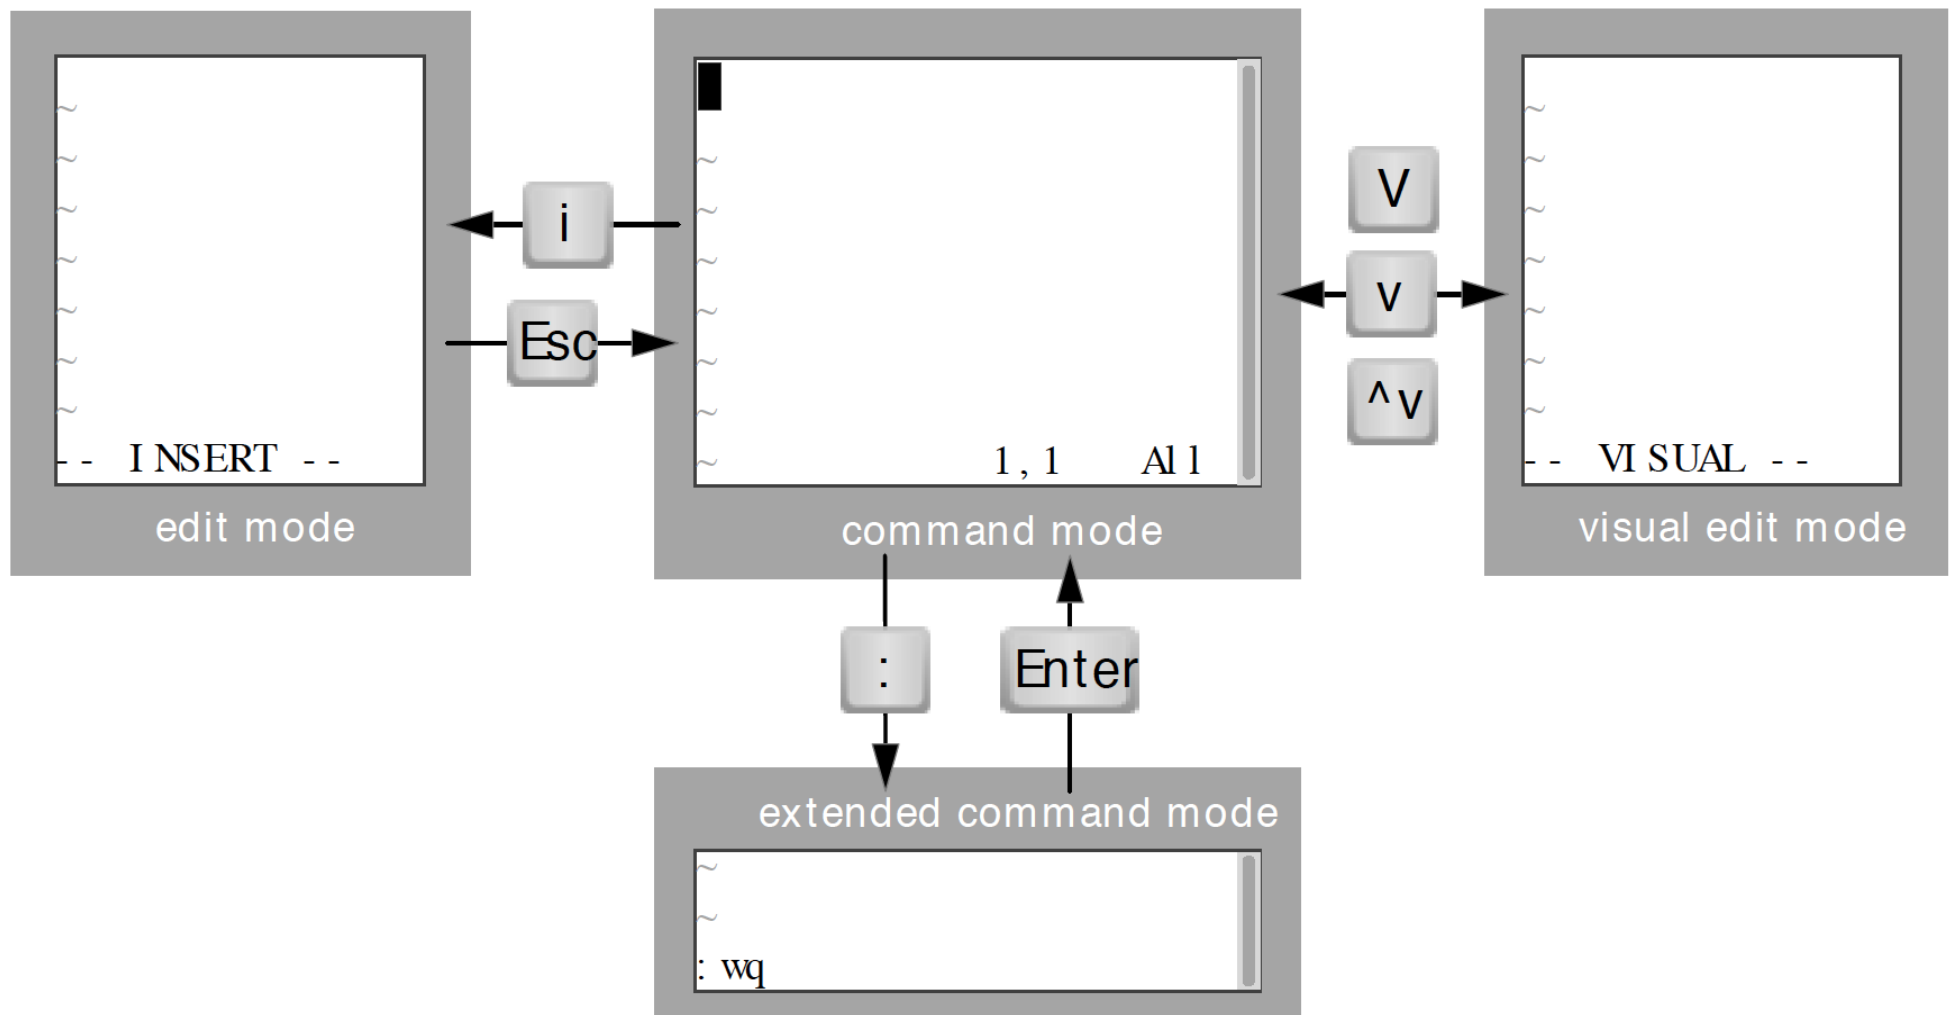 ~
~
~
~
~
~
~
-- INSERT --
edit mode
i
Esc
~
~
~
~
~
~
~
1,1 All
command mode
V
v
^v
~
~
~
~
~
~
~
-- VISUAL --
visual edit mode
:
Enter
extended command mode
~
~
:wq